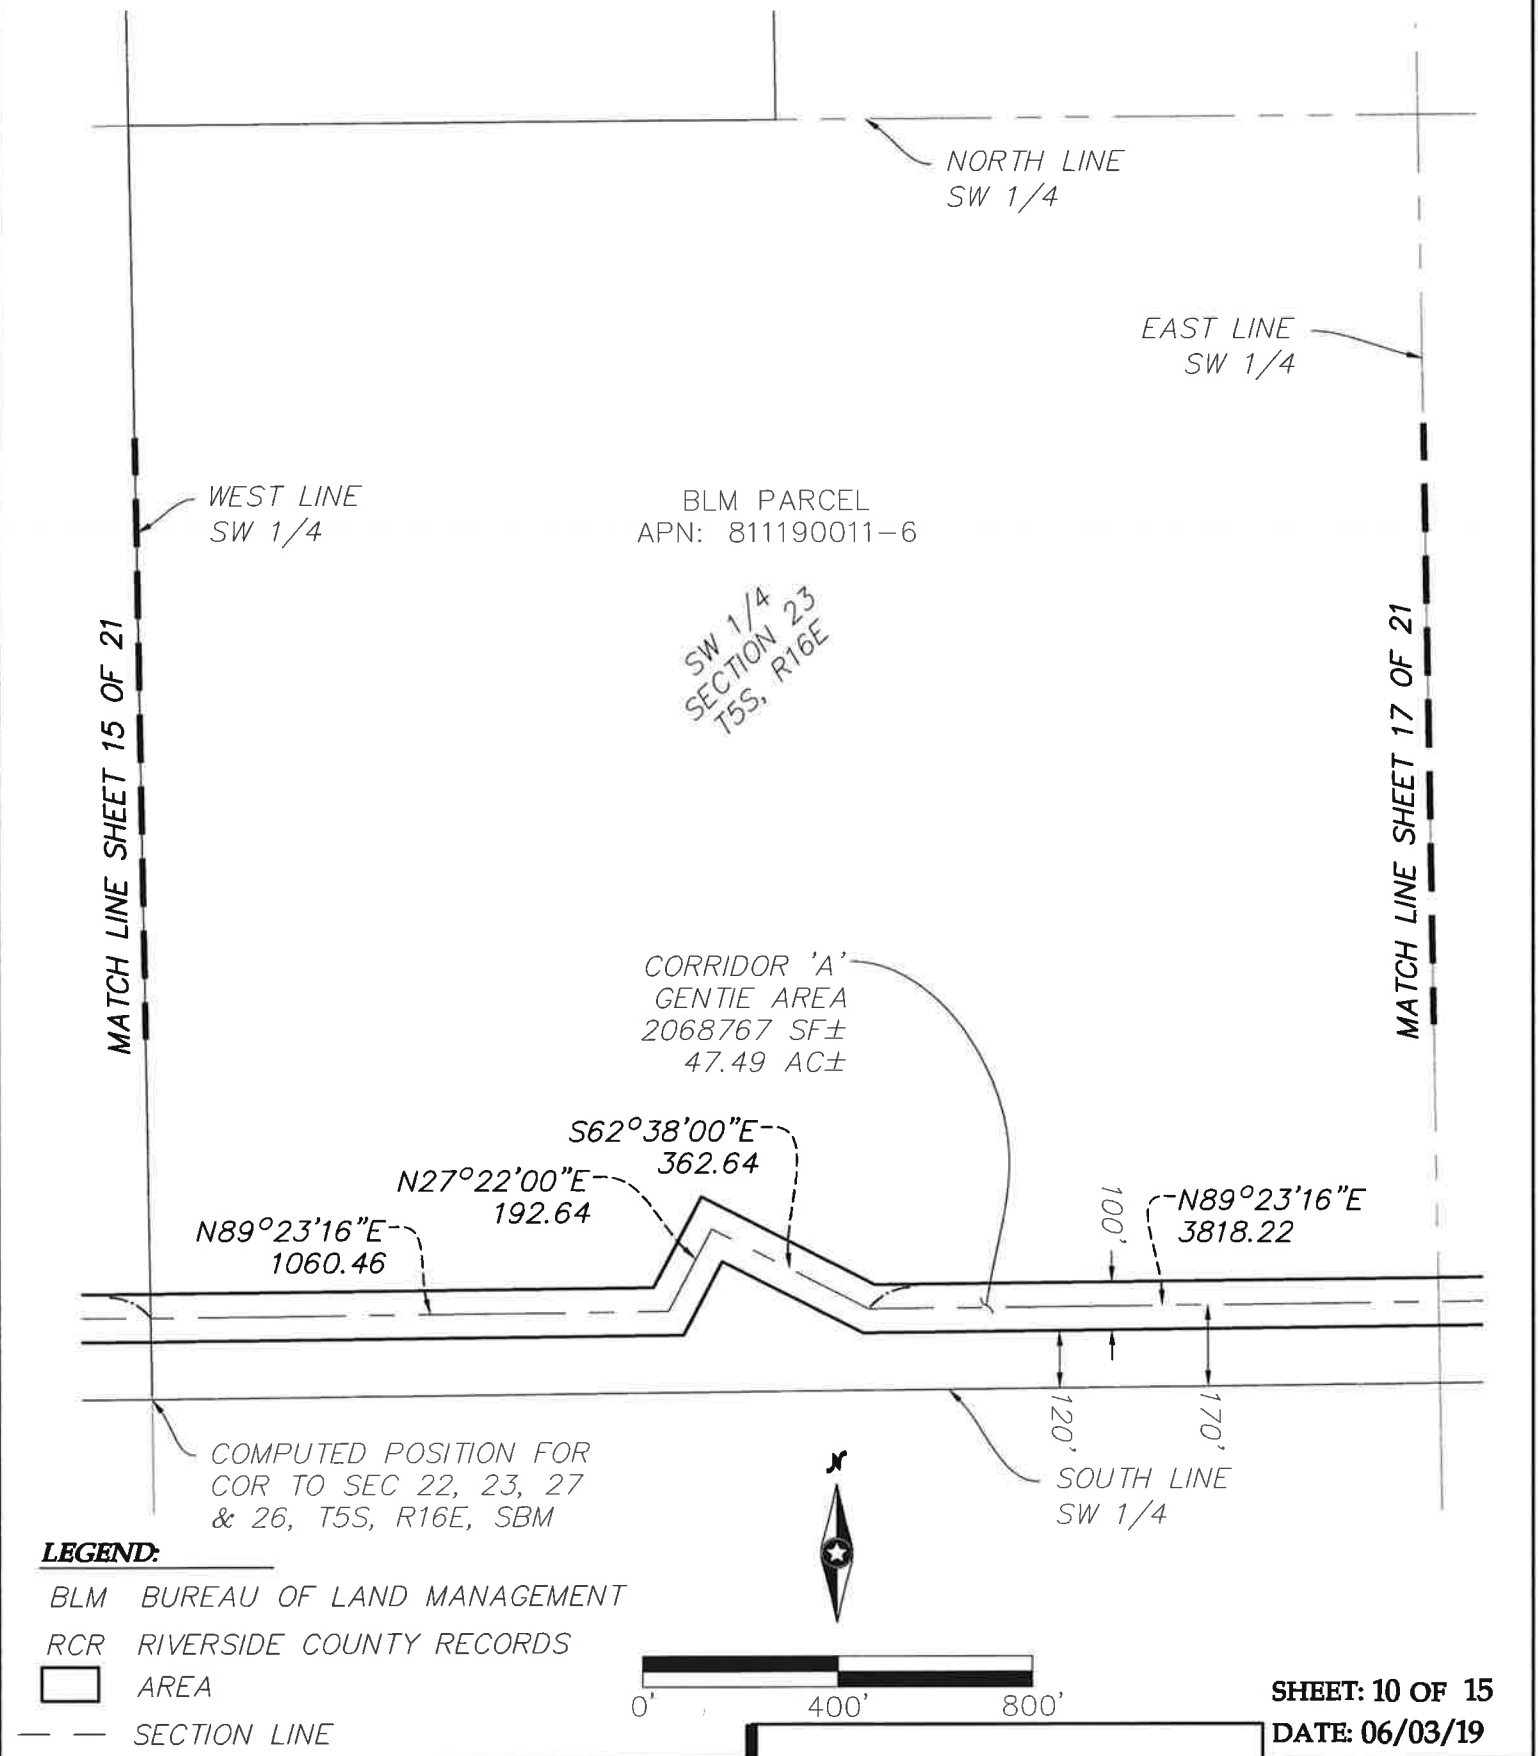 NORTH LINE
SW 1/4
EAST LINE
SW 1/4
WEST LINE
SW 1/4
BLM PARCEL
APN: 811190011-6
SW 1/4
SECTION 23
T5S, R16E
MATCH LINE SHEET 15 OF 21
MATCH LINE SHEET 17 OF 21
CORRIDOR 'A'
GENTIE AREA
2068767 SF±
47.49 AC±
S62°38'00"E
362.64
N27°22'00"E
192.64
N89°23'16"E
1060.46
100'
N89°23'16"E
3818.22
120'
170'
COMPUTED POSITION FOR
COR TO SEC 22, 23, 27
& 26, T5S, R16E, SBM
SOUTH LINE
SW 1/4
N
LEGEND:
BLM BUREAU OF LAND MANAGEMENT
RCR RIVERSIDE COUNTY RECORDS
AREA
SECTION LINE
0' 400' 800'
SHEET: 10 OF 15
DATE: 06/03/19